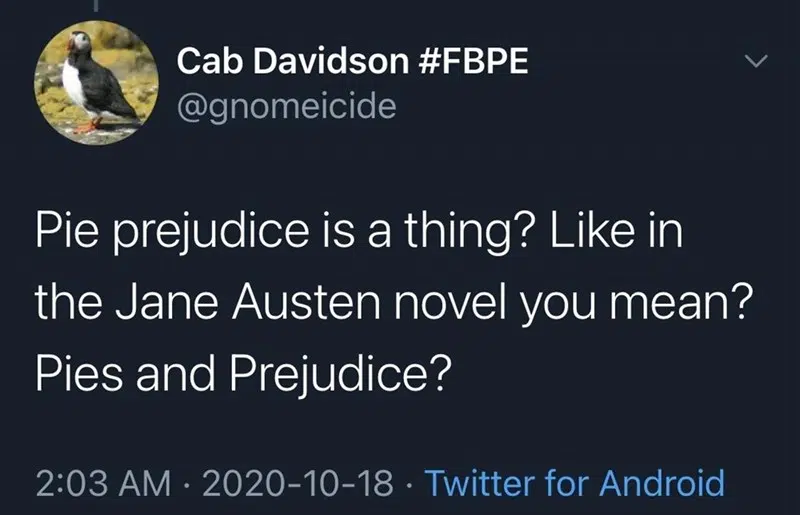 Cab Davidson #FBPE
@gnomeicide
Pie prejudice is a thing? Like in
the Jane Austen novel you mean?
Pies and Prejudice?
2:03 AM · 2020-10-18 · Twitter for Android